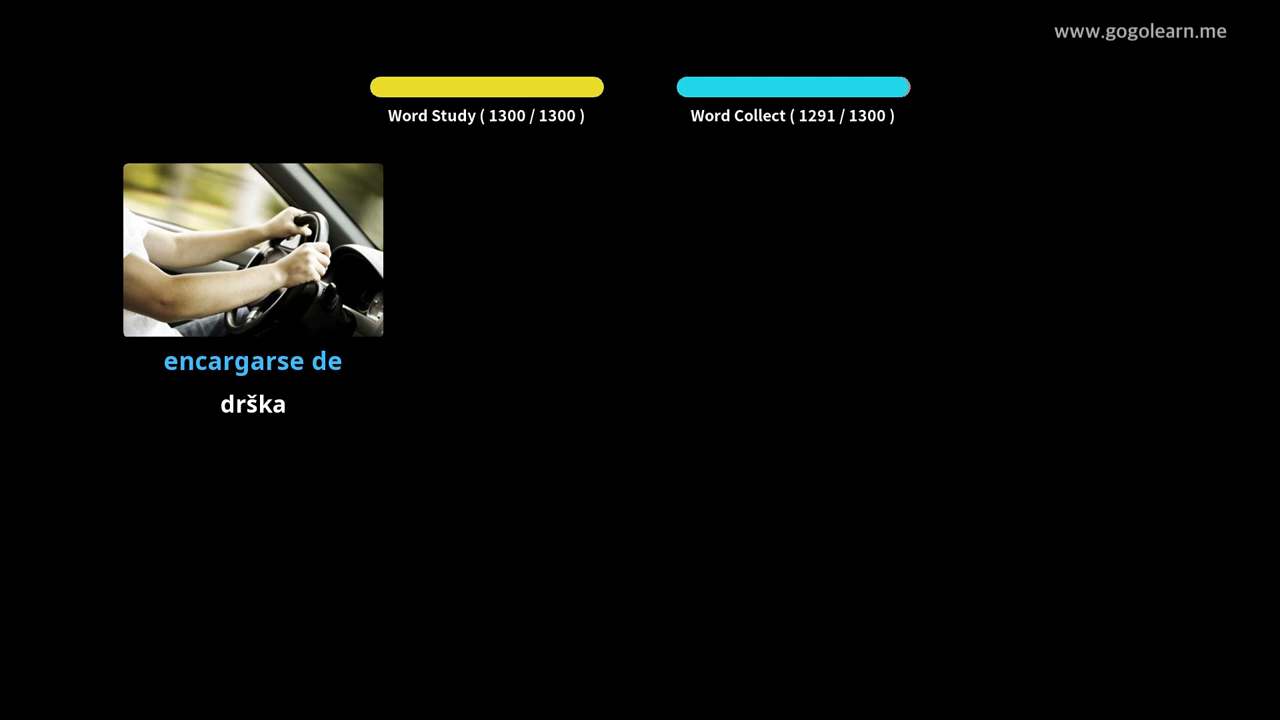 www.gogolearn.me
Word Study ( 1300 / 1300 )
Word Collect ( 1291 / 1300 )
encargarse de
drška